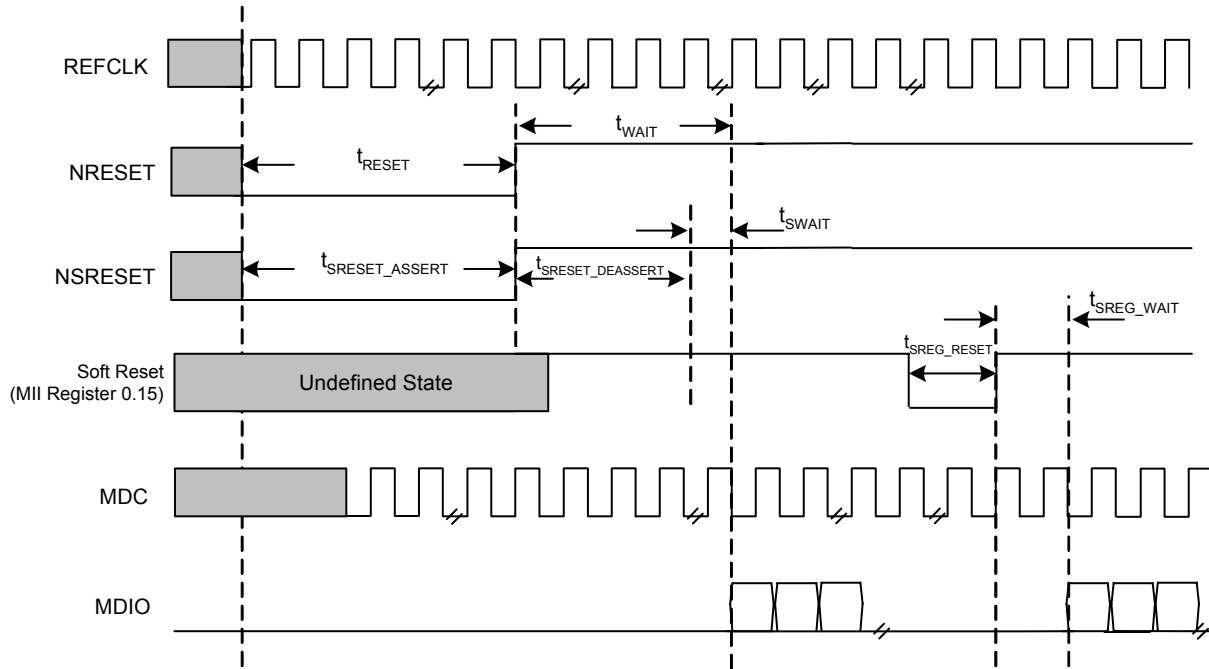 REFCLK
tWAIT
NRESET
tRESET
tSWAIT
NSRESET
tSRESET_ASSERT
tSRESET_DEASSERT
tSREG_WAIT
tSREG_RESET
Soft Reset
(MII Register 0.15)
Undefined State
MDC
MDIO